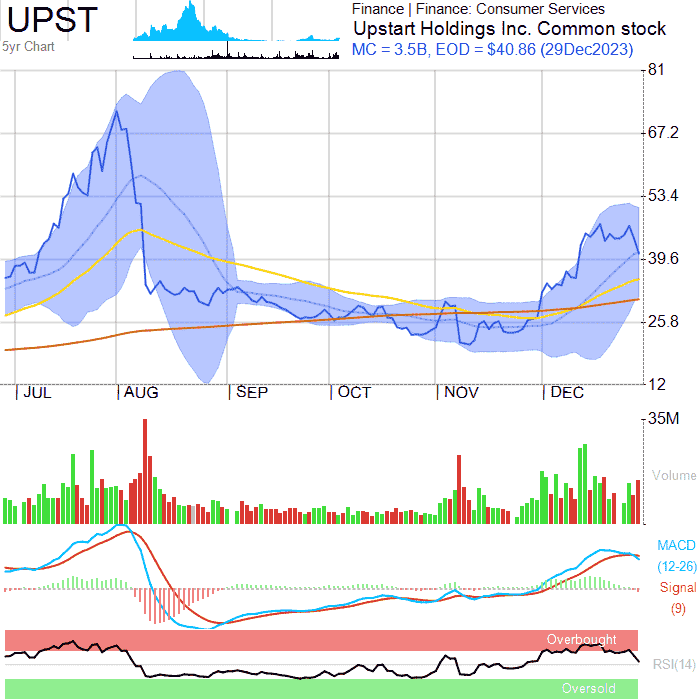 UPST
5yr Chart
Finance | Finance: Consumer Services
Upstart Holdings Inc. Common stock
MC = 3.5B, EOD = $40.86 (29Dec2023)
81
67.2
53.4
39.6
25.8
12
JUL AUG SEP OCT NOV DEC
35M
Volume
MACD
(12-26)
Signal
(9)
Overbought
RSI(14)
Oversold